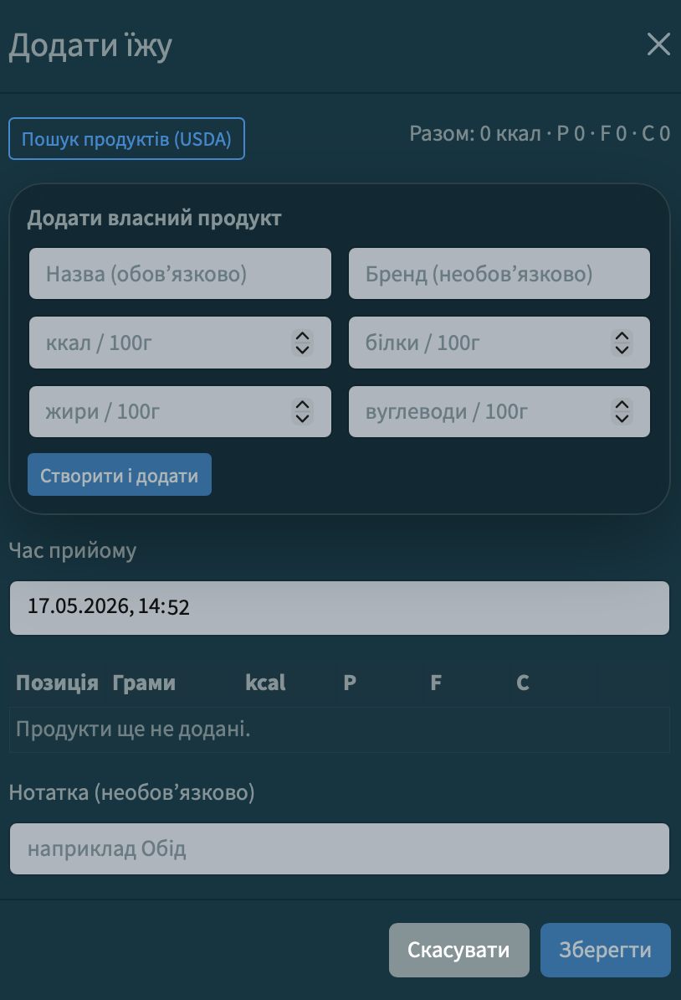 Додати їжу
Пошук продуктів (USDA)
Разом: 0 ккал · P 0 · F 0 · C 0
Додати власний продукт
Назва (обов’язково)
Бренд (необов’язково)
ккал / 100г
білки / 100г
жири / 100г
вуглеводи / 100г
Створити і додати
Час прийому
17.05.2026, 14:52
Позиція Грами kcal P F C
Продукти ще не додані.
Нотатка (необов’язково)
наприклад Обід
Скасувати
Зберегти